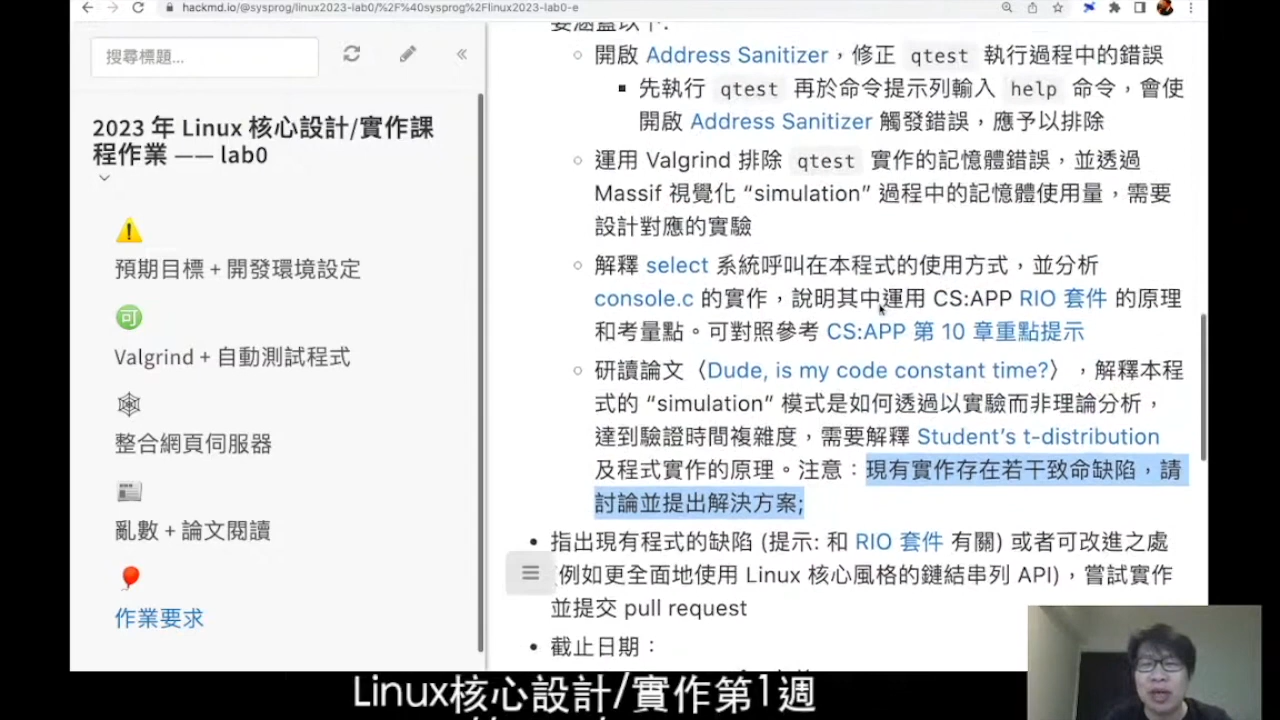 hackmd.io/@sysprog/linux2023-lab0/%2F%40sysprog%2Flinux2023-lab0-e
搜尋標題...
2023 年 Linux 核心設計/實作課
程作業 —— lab0
預期目標 + 開發環境設定
可
Valgrind + 自動測試程式
整合網頁伺服器
亂數 + 論文閱讀
作業要求
要涵蓋以下:
開啟 Address Sanitizer，修正 qtest 執行過程中的錯誤
先執行 qtest 再於命令提示列輸入 help 命令，會使
開啟 Address Sanitizer 觸發錯誤，應予以排除
運用 Valgrind 排除 qtest 實作的記憶體錯誤，並透過
Massif 視覺化 “simulation” 過程中的記憶體使用量，需要
設計對應的實驗
解釋 select 系統呼叫在本程式的使用方式，並分析
console.c 的實作，說明其中運用 CS:APP RIO 套件 的原理
和考量點。可對照參考 CS:APP 第 10 章重點提示
研讀論文〈Dude, is my code constant time?〉，解釋本程
式的 “simulation” 模式是如何透過以實驗而非理論分析，
達到驗證時間複雜度，需要解釋 Student’s t-distribution
及程式實作的原理。注意：現有實作存在若干致命缺陷，請
討論並提出解決方案;
指出現有程式的缺陷 (提示: 和 RIO 套件 有關) 或者可改進之處
例如更全面地使用 Linux 核心風格的鏈結串列 API)，嘗試實作
並提交 pull request
截止日期：
Linux核心設計/實作第1週